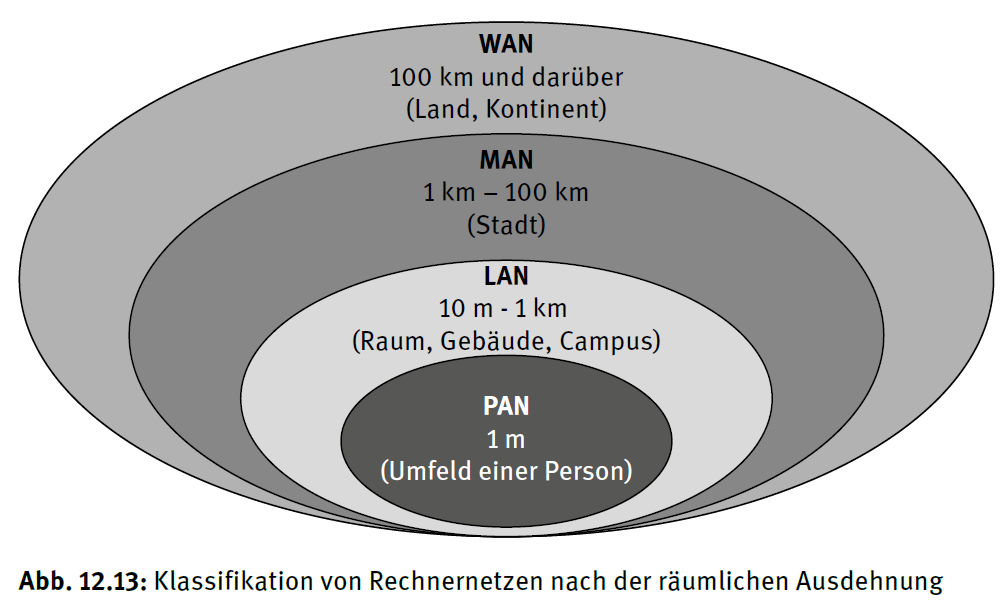 WAN
100 km und darüber
(Land, Kontinent)
MAN
1 km – 100 km
(Stadt)
LAN
10 m - 1 km
(Raum, Gebäude, Campus)
PAN
1 m
(Umfeld einer Person)
Abb. 12.13: Klassifikation von Rechnernetzen nach der räumlichen Ausdehnung